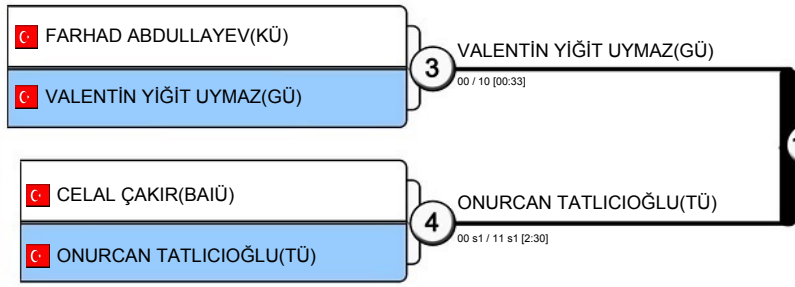 FARHAD ABDULLAYEV(KÜ)
3
VALENTİN YİĞİT UYMAZ(GÜ)
00 / 10 [00:33]
VALENTİN YİĞİT UYMAZ(GÜ)
CELAL ÇAKIR(BAIÜ)
4
ONURCAN TATLICIOĞLU(TÜ)
00 s1 / 11 s1 [2:30]
ONURCAN TATLICIOĞLU(TÜ)